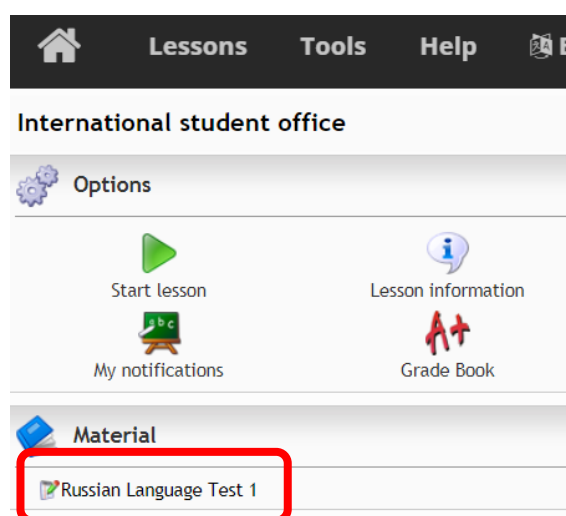 Lessons Tools Help
International student office
Options
Start lesson Lesson information
My notifications Grade Book
Material
Russian Language Test 1